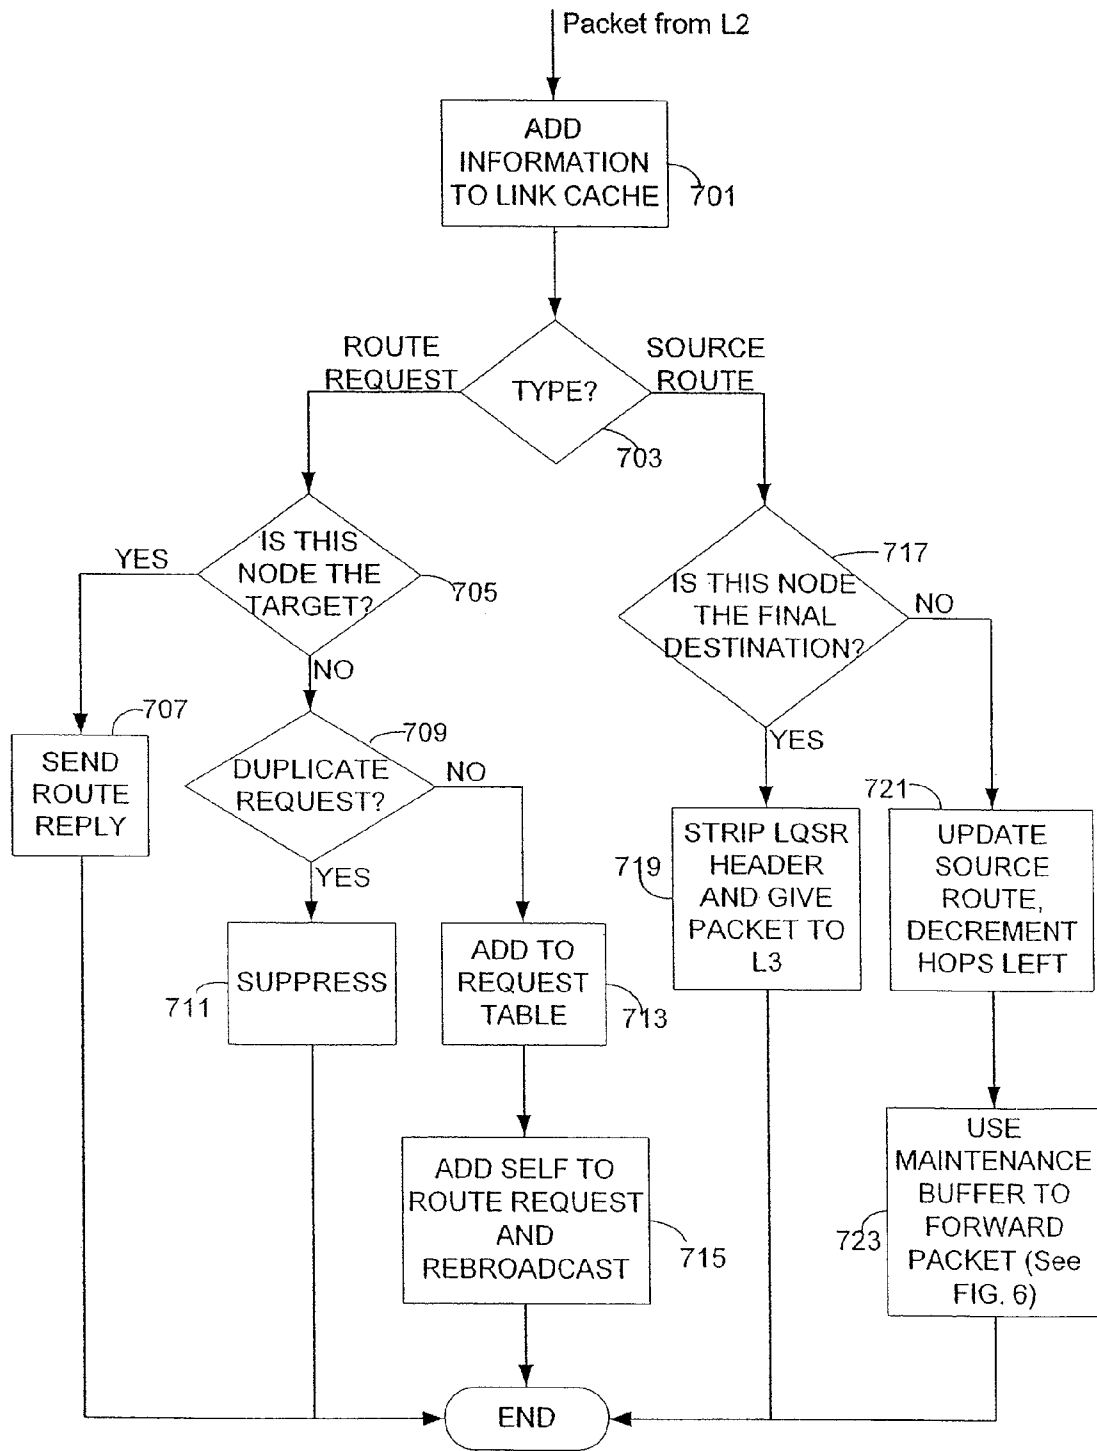 Packet from L2
ADD
INFORMATION
TO LINK CACHE
701
ROUTE
REQUEST
SOURCE
ROUTE
TYPE?
703
IS THIS
NODE THE
TARGET?
YES
705
NO
717
IS THIS NODE
THE FINAL
DESTINATION?
NO
YES
707
SEND
ROUTE
REPLY
709
DUPLICATE
REQUEST?
NO
YES
711
SUPPRESS
ADD TO
REQUEST
TABLE
713
719
STRIP LQSR
HEADER
AND GIVE
PACKET TO
L3
721
UPDATE
SOURCE
ROUTE,
DECREMENT
HOPS LEFT
ADD SELF TO
ROUTE REQUEST
AND
REBROADCAST
715
723
USE
MAINTENANCE
BUFFER TO
FORWARD
PACKET (See
FIG. 6)
END